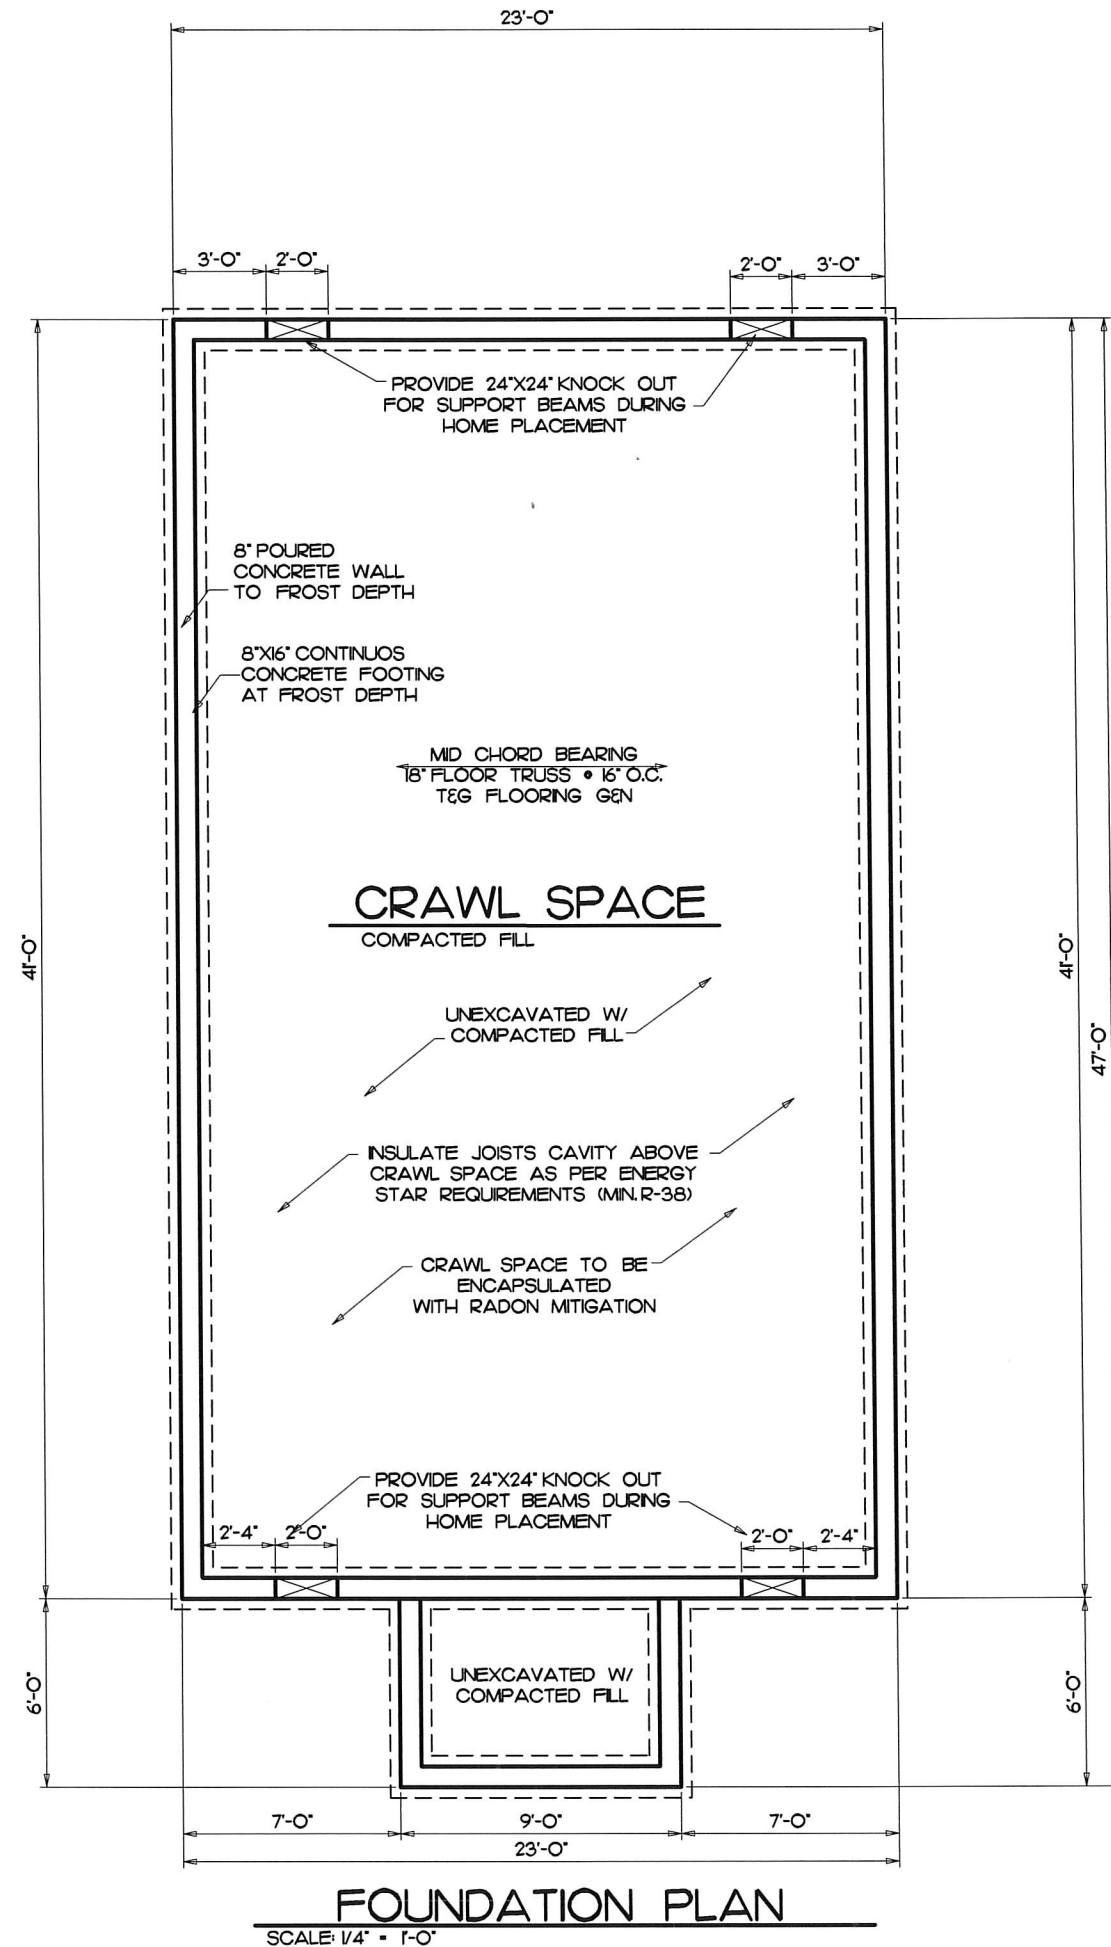 23'-0"
3'-0" 2'-0" 2'-0" 3'-0"
PROVIDE 24"X24" KNOCK OUT
FOR SUPPORT BEAMS DURING
HOME PLACEMENT
8" POURED
CONCRETE WALL
TO FROST DEPTH
8"X16" CONTINUOS
CONCRETE FOOTING
AT FROST DEPTH
MID CHORD BEARING
18" FLOOR TRUSS @ 16" O.C.
T&G FLOORING G&N
CRAWL SPACE
COMPACTED FILL
41'-0"
41'-0"
47'-0"
UNEXCAVATED W/
COMPACTED FILL
INSULATE JOISTS CAVITY ABOVE
CRAWL SPACE AS PER ENERGY
STAR REQUIREMENTS (MIN. R-38)
CRAWL SPACE TO BE
ENCAPSULATED
WITH RADON MITIGATION
PROVIDE 24"X24" KNOCK OUT
FOR SUPPORT BEAMS DURING
HOME PLACEMENT
2'-4" 2'-0" 2'-0" 2'-4"
UNEXCAVATED W/
COMPACTED FILL
6'-0"
6'-0"
7'-0" 9'-0" 7'-0"
23'-0"
FOUNDATION PLAN
SCALE: 1/4" = 1'-0"